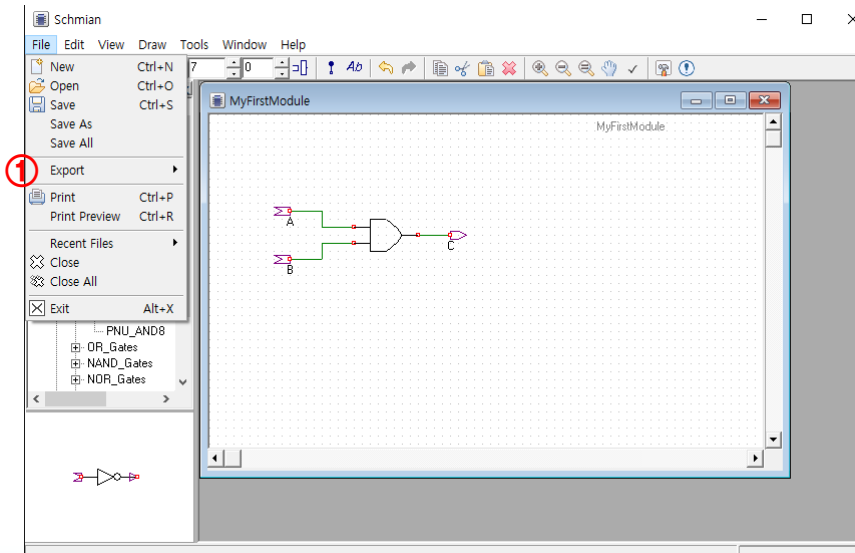 Schmian
File Edit View Draw Tools Window Help
New Ctrl+N
7
0
Ab
Open Ctrl+O
Save Ctrl+S
Save As
Save All
① Export
Print Ctrl+P
Print Preview Ctrl+R
Recent Files
Close
Close All
Exit Alt+X
PNU_AND8
OR_Gates
NAND_Gates
NOR_Gates
MyFirstModule
MyFirstModule
A
B
C